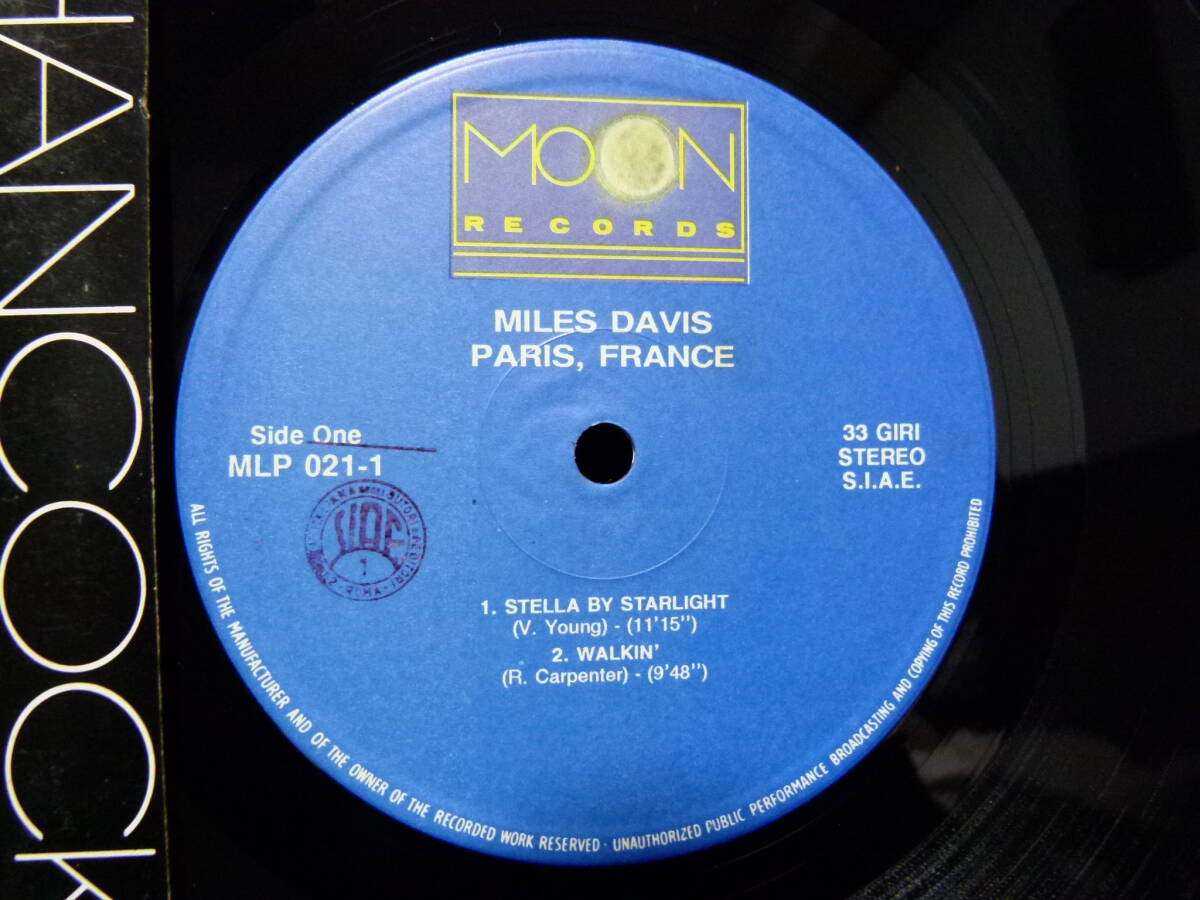 HANCOCK
MOON
RECORDS
MILES DAVIS
PARIS, FRANCE
Side One
MLP 021-1
33 GIRI
STEREO
S.I.A.E.
SIAE
ROMA
1. STELLA BY STARLIGHT
(V. Young) - (11'15")
2. WALKIN'
(R. Carpenter) - (9'48")
ALL RIGHTS OF THE MANUFACTURER AND OF THE OWNER OF THE RECORDED WORK RESERVED · UNAUTHORIZED PUBLIC PERFORMANCE BROADCASTING AND COPYING OF THIS RECORD PROHIBITED